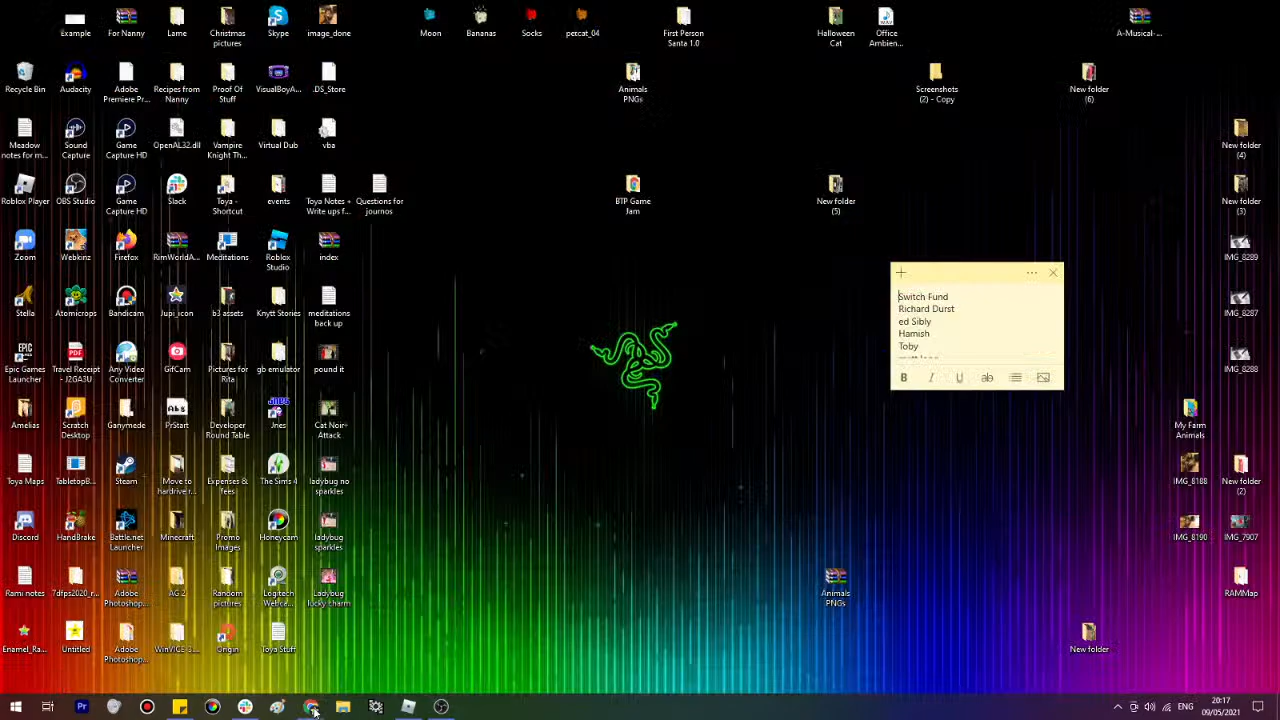 Example
For Nanny
Lame
Christmas
pictures
Skype
image_done
Moon
Bananas
Socks
petcat_04
First Person
Santa 1.0
Halloween
Cat
Office
Ambien...
A-Musical-...
Recycle Bin
Audacity
Adobe
Premiere Pr...
Recipes from
Nanny
Proof Of
Stuff
VisualBoyA...
.DS_Store
Animals
PNGs
Screenshots
(2) - Copy
New folder
(6)
Meadow
notes for m...
Sound
Capture
Game
Capture HD
OpenAL32.dll
Vampire
Knight Th...
Virtual Dub
vba
New folder
(4)
Roblox Player
OBS Studio
Game
Capture HD
Slack
Toya -
Shortcut
events
Toya Notes +
Write ups f...
Questions for
journos
BTP Game
Jam
New folder
(5)
New folder
(3)
Zoom
Webkinz
Firefox
RimWorldA...
Meditations
Roblox
Studio
index
IMG_8289
Switch Fund
Richard Durst
ed Sibly
Hamish
Toby
B I U ab
Stella
Atomicrops
Bandicam
Jupi_icon
b3 assets
Knytt Stories
meditations
back up
IMG_8287
Epic Games
Launcher
Travel Receipt
- J2GA3U
Any Video
Converter
GifCam
Pictures for
Rita
gb emulator
pound it
IMG_8288
Amelias
Scratch
Desktop
Ganymede
PrStart
Developer
Round Table
Jnes
Cat Noir+
Attack
My Farm
Animals
Toya Maps
TabletopB...
Steam
Move to
hardrive r...
Expenses &
fees
The Sims 4
ladybug no
sparkles
IMG_8188
New folder
(2)
Discord
HandBrake
Battle.net
Launcher
Minecraft
Promo
Images
Honeycam
ladybug
sparkles
IMG_8190
IMG_7907
Rami notes
7dfps2020_r...
Adobe
Photoshop...
AG 2
Random
pictures
Logitech
Webca...
Ladybug
lucky charm
Animals
PNGs
RAMMap
Enamel_Ra...
Untitled
Adobe
Photoshop...
WinVICE-3...
Origin
Toya Stuff
New folder
ENG
20:17
09/05/2021